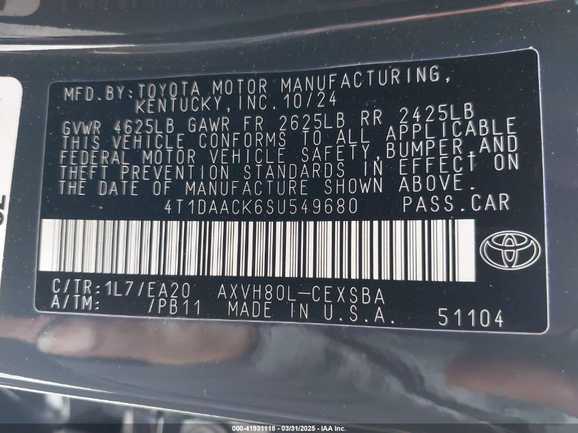 MFD.BY:TOYOTA MOTOR MANUFACTURING,
KENTUCKY, INC. 10/24
GVWR 4625LB GAWR FR 2625LB RR 2425LB
THIS VEHICLE CONFORMS TO ALL APPLICABLE
FEDERAL MOTOR VEHICLE SAFETY, BUMPER AND
THEFT PREVENTION STANDARDS IN EFFECT ON
THE DATE OF MANUFACTURE SHOWN ABOVE.
4T1DAACK6SU549680 PASS.CAR
C/TR:1L7/EA20 AXVH80L-CEXSBA
A/TM: /PB11 MADE IN U.S.A. 51104
TOYOTA
000-41931118 - 03/31/2025 - IAAI.COM